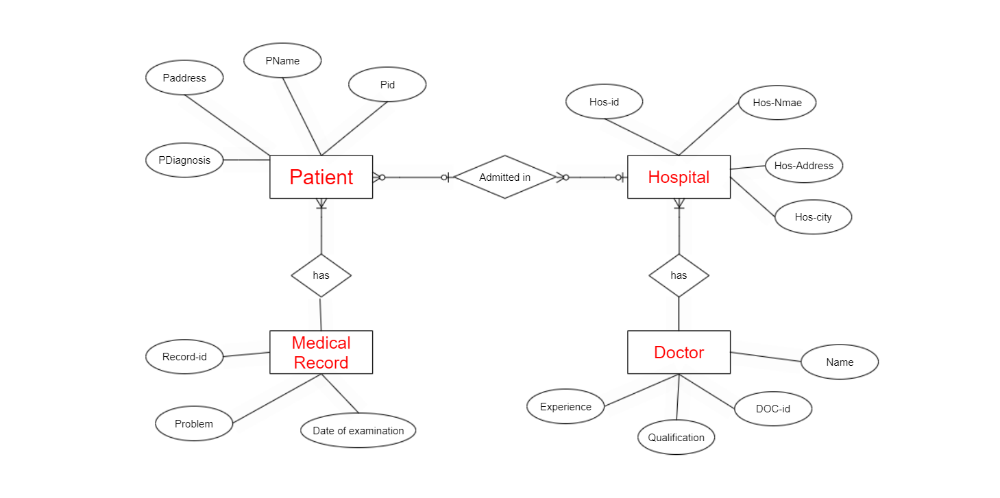 PName
Paddress
Pid
Hos-id
Hos-Nmae
PDiagnosis
Hos-Address
Patient
Admitted in
Hospital
Hos-city
has
has
Medical
Record
Doctor
Record-id
Name
Experience
DOC-id
Problem
Date of examination
Qualification